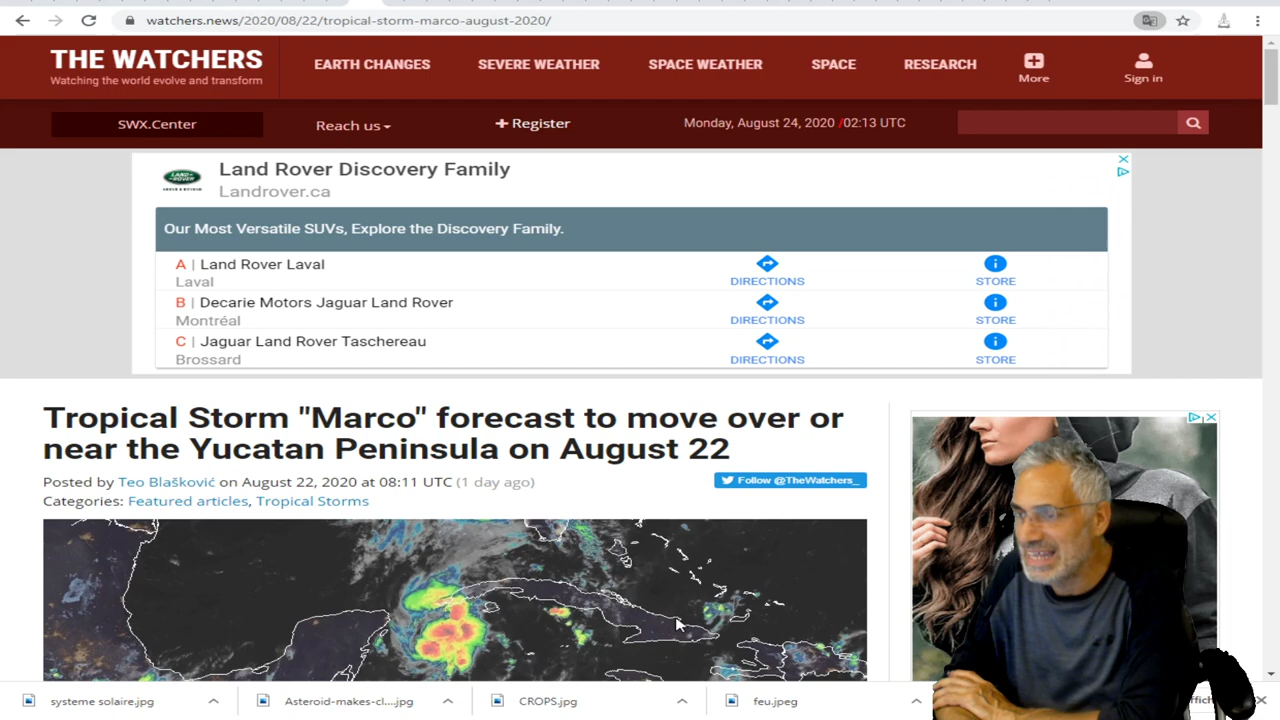 watchers.news/2020/08/22/tropical-storm-marco-august-2020/
THE WATCHERS
Watching the world evolve and transform
EARTH CHANGES
SEVERE WEATHER
SPACE WEATHER
SPACE
RESEARCH
More
Sign in
SWX.Center
Reach us
Register
Monday, August 24, 2020 /02:13 UTC
Land Rover Discovery Family
Landrover.ca
Our Most Versatile SUVs, Explore the Discovery Family.
A | Land Rover Laval
Laval
DIRECTIONS
STORE
B | Decarie Motors Jaguar Land Rover
Montréal
DIRECTIONS
STORE
C | Jaguar Land Rover Taschereau
Brossard
DIRECTIONS
STORE
Tropical Storm "Marco" forecast to move over or
near the Yucatan Peninsula on August 22
Posted by Teo Blašković on August 22, 2020 at 08:11 UTC (1 day ago)
Follow @TheWatchers_
Categories: Featured articles, Tropical Storms
systeme solaire.jpg
Asteroid-makes-cl....jpg
CROPS.jpg
feu.jpeg